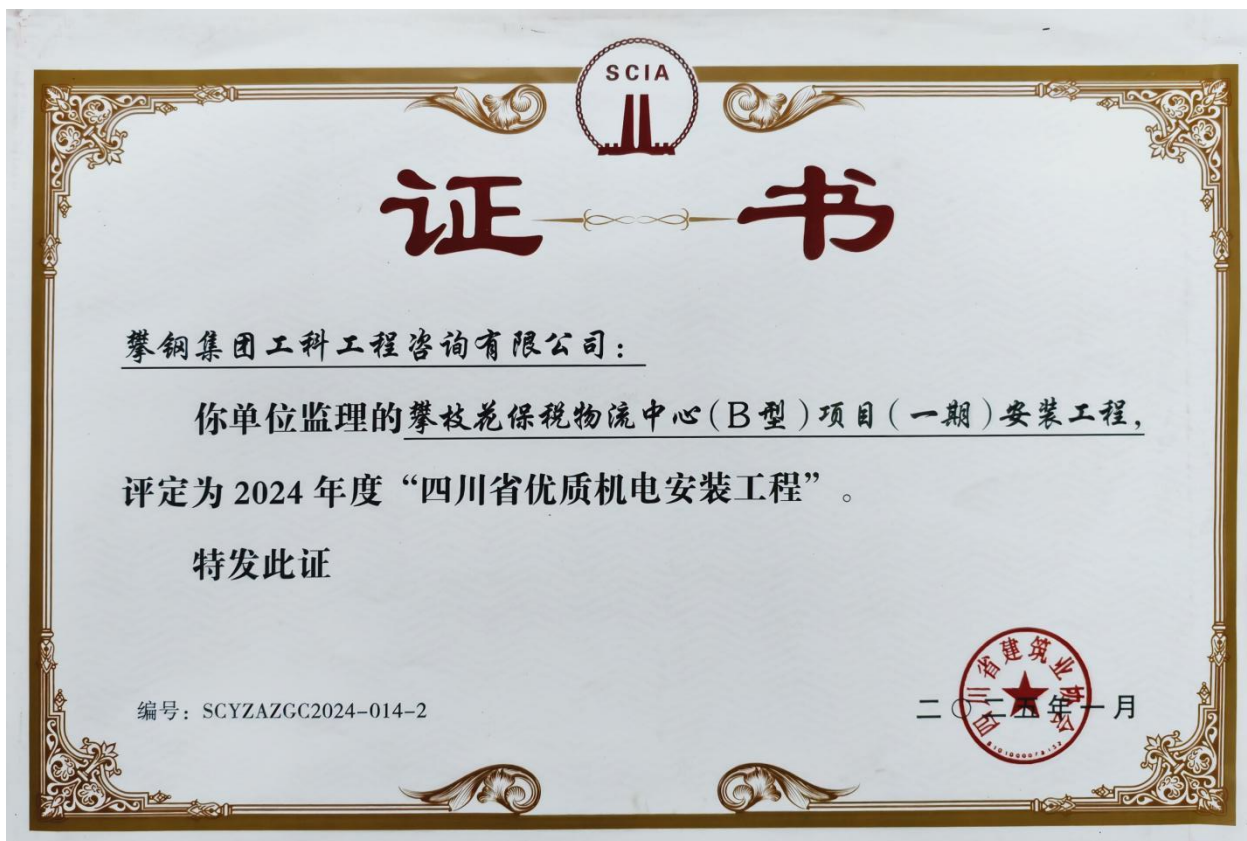 SCIA
证书
攀钢集团工科工程咨询有限公司：
你单位监理的攀枝花保税物流中心（B型）项目（一期）安装工程，
评定为2024年度“四川省优质机电安装工程”。
特发此证
四川省建筑业协会
编号：SCYZAZGC2024-014-2
二〇二五年一月